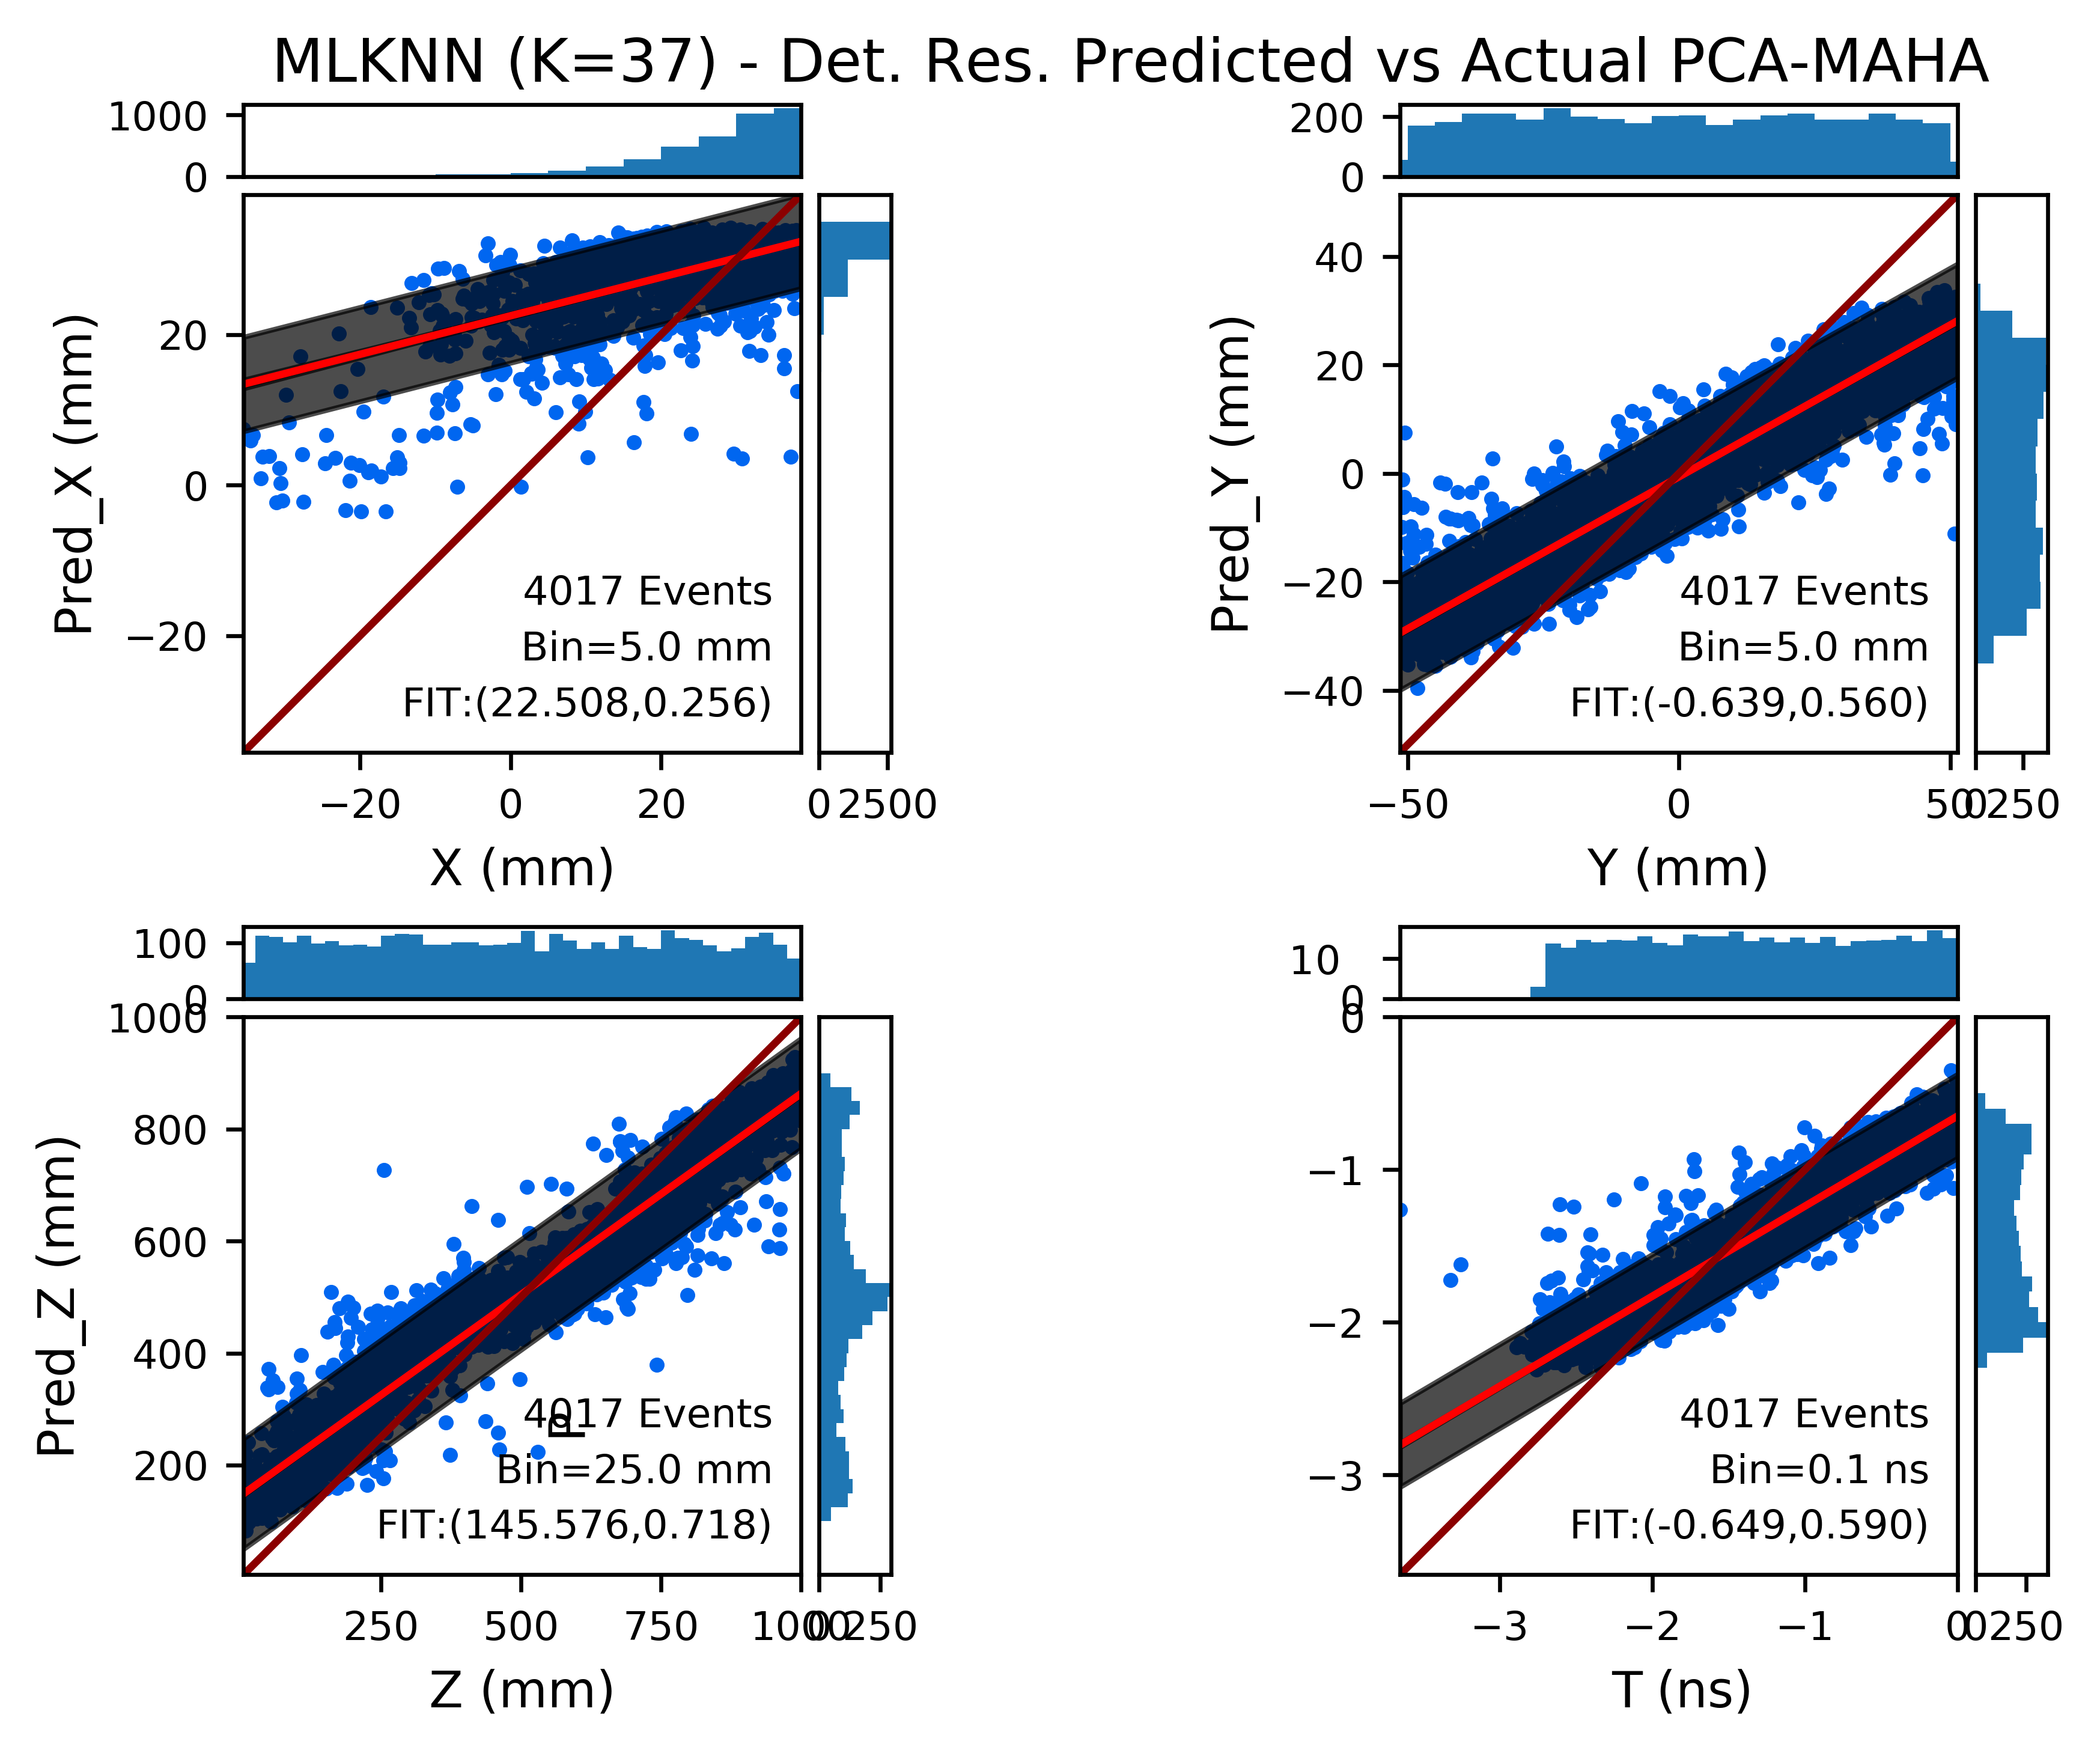 MLKNN (K=37) - Det. Res. Predicted vs Actual PCA-MAHA
1000
0
20
0
−20
Pred_X (mm)
4017 Events
Bin=5.0 mm
FIT:(22.508,0.256)
−20 0 20
0 2500
X (mm)
200
0
40
20
0
−20
−40
Pred_Y (mm)
4017 Events
Bin=5.0 mm
FIT:(-0.639,0.560)
−50 0 50
0 250
Y (mm)
100
0
1000
800
600
400
200
Pred_Z (mm)
4017 Events
Bin=25.0 mm
FIT:(145.576,0.718)
250 500 750 1000
0 250
Z (mm)
10
0
0
−1
−2
−3
P
4017 Events
Bin=0.1 ns
FIT:(-0.649,0.590)
−3 −2 −1 0
0 250
T (ns)